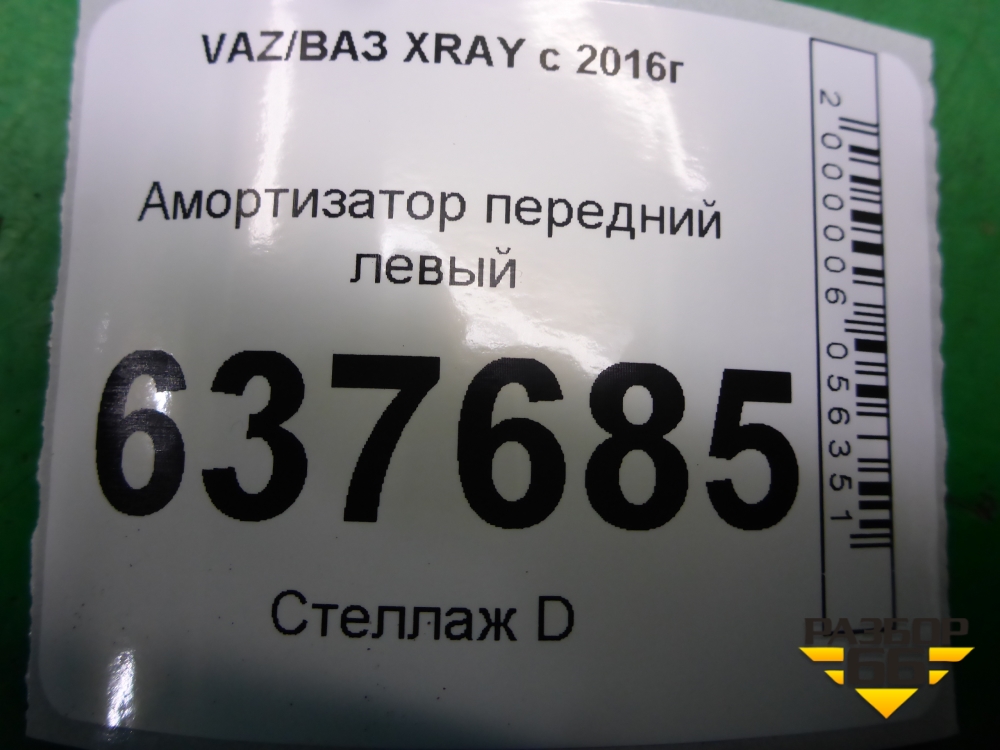 VAZ/ВАЗ XRAY с 2016г
Амортизатор передний
левый
637685
Стеллаж D
2000006056351
РАЗБОР
66